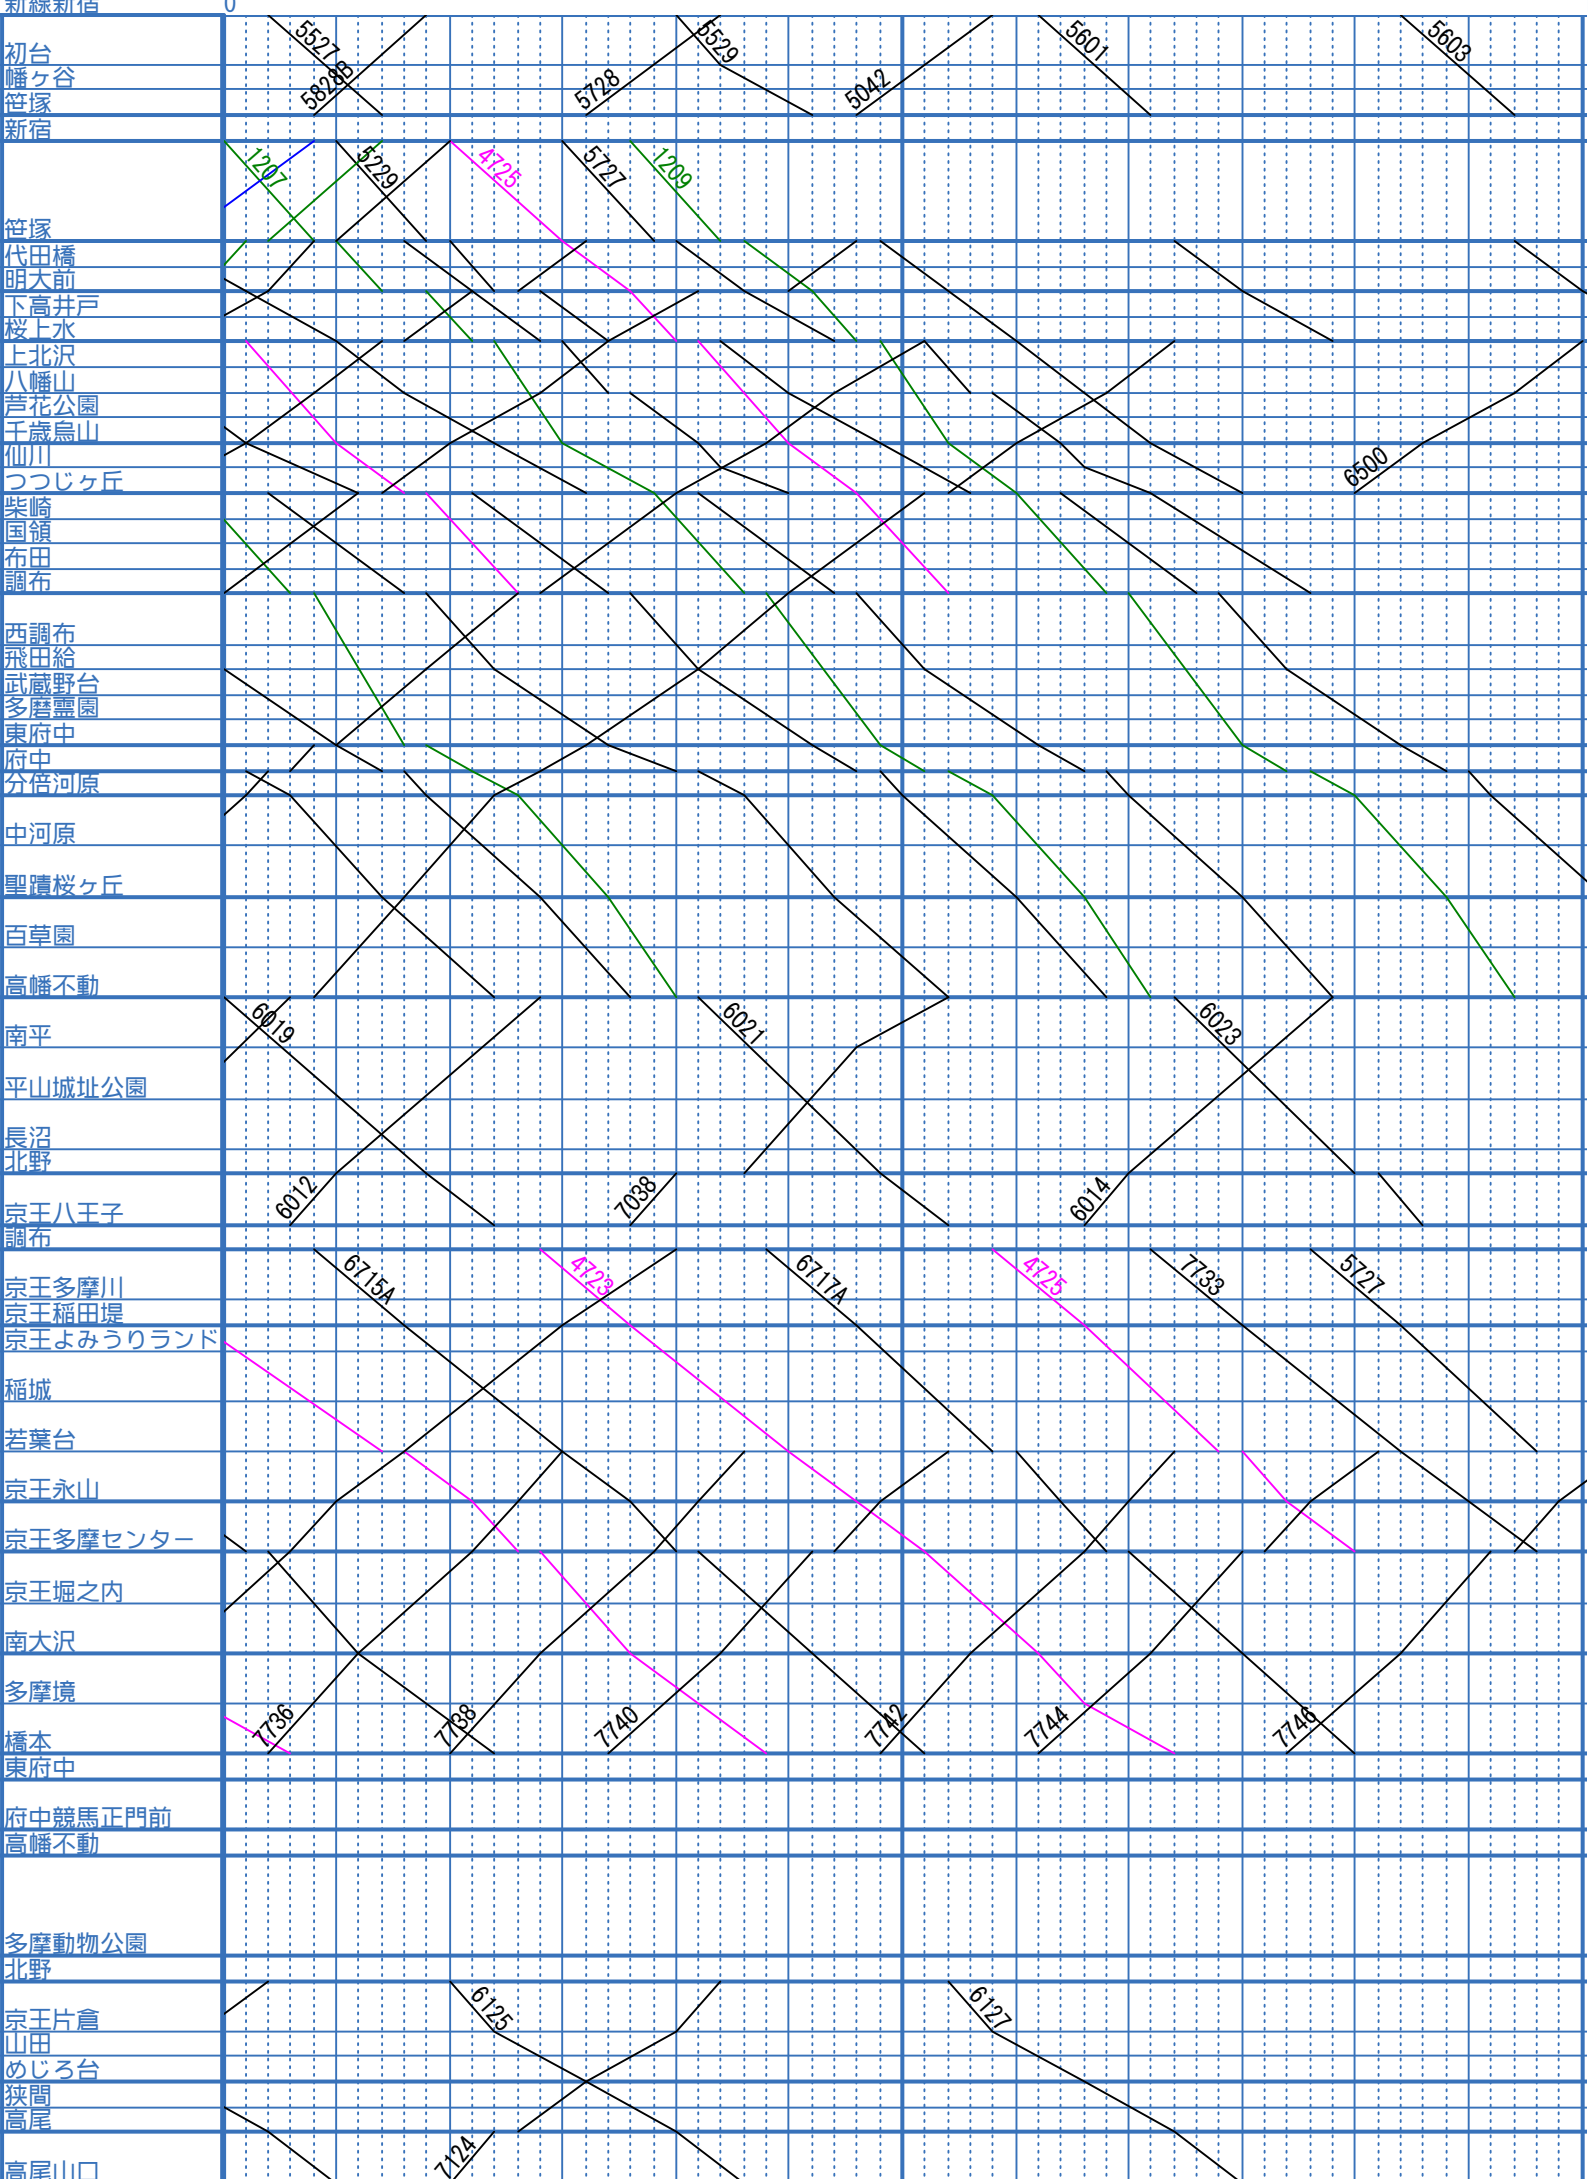 新線新宿 0
初台
幡ヶ谷
笹塚
新宿
笹塚
代田橋
明大前
下高井戸
桜上水
上北沢
八幡山
芦花公園
千歳烏山
仙川
つつじヶ丘
柴崎
国領
布田
調布
西調布
飛田給
武蔵野台
多磨霊園
東府中
府中
分倍河原
中河原
聖蹟桜ヶ丘
百草園
高幡不動
南平
平山城址公園
長沼
北野
京王八王子
調布
京王多摩川
京王稲田堤
京王よみうりランド
稲城
若葉台
京王永山
京王多摩センター
京王堀之内
南大沢
多摩境
橋本
東府中
府中競馬正門前
高幡不動
多摩動物公園
北野
京王片倉
山田
めじろ台
狭間
高尾
高尾山口
5527
5828B
5728
5529
5042
5601
5603
1207
5229
4725
5727
1209
6500
6019
6021
6023
6012
7038
6014
6715A
4723
6717A
4725
7733
5727
7736
7738
7740
7742
7744
7746
6125
6127
7124